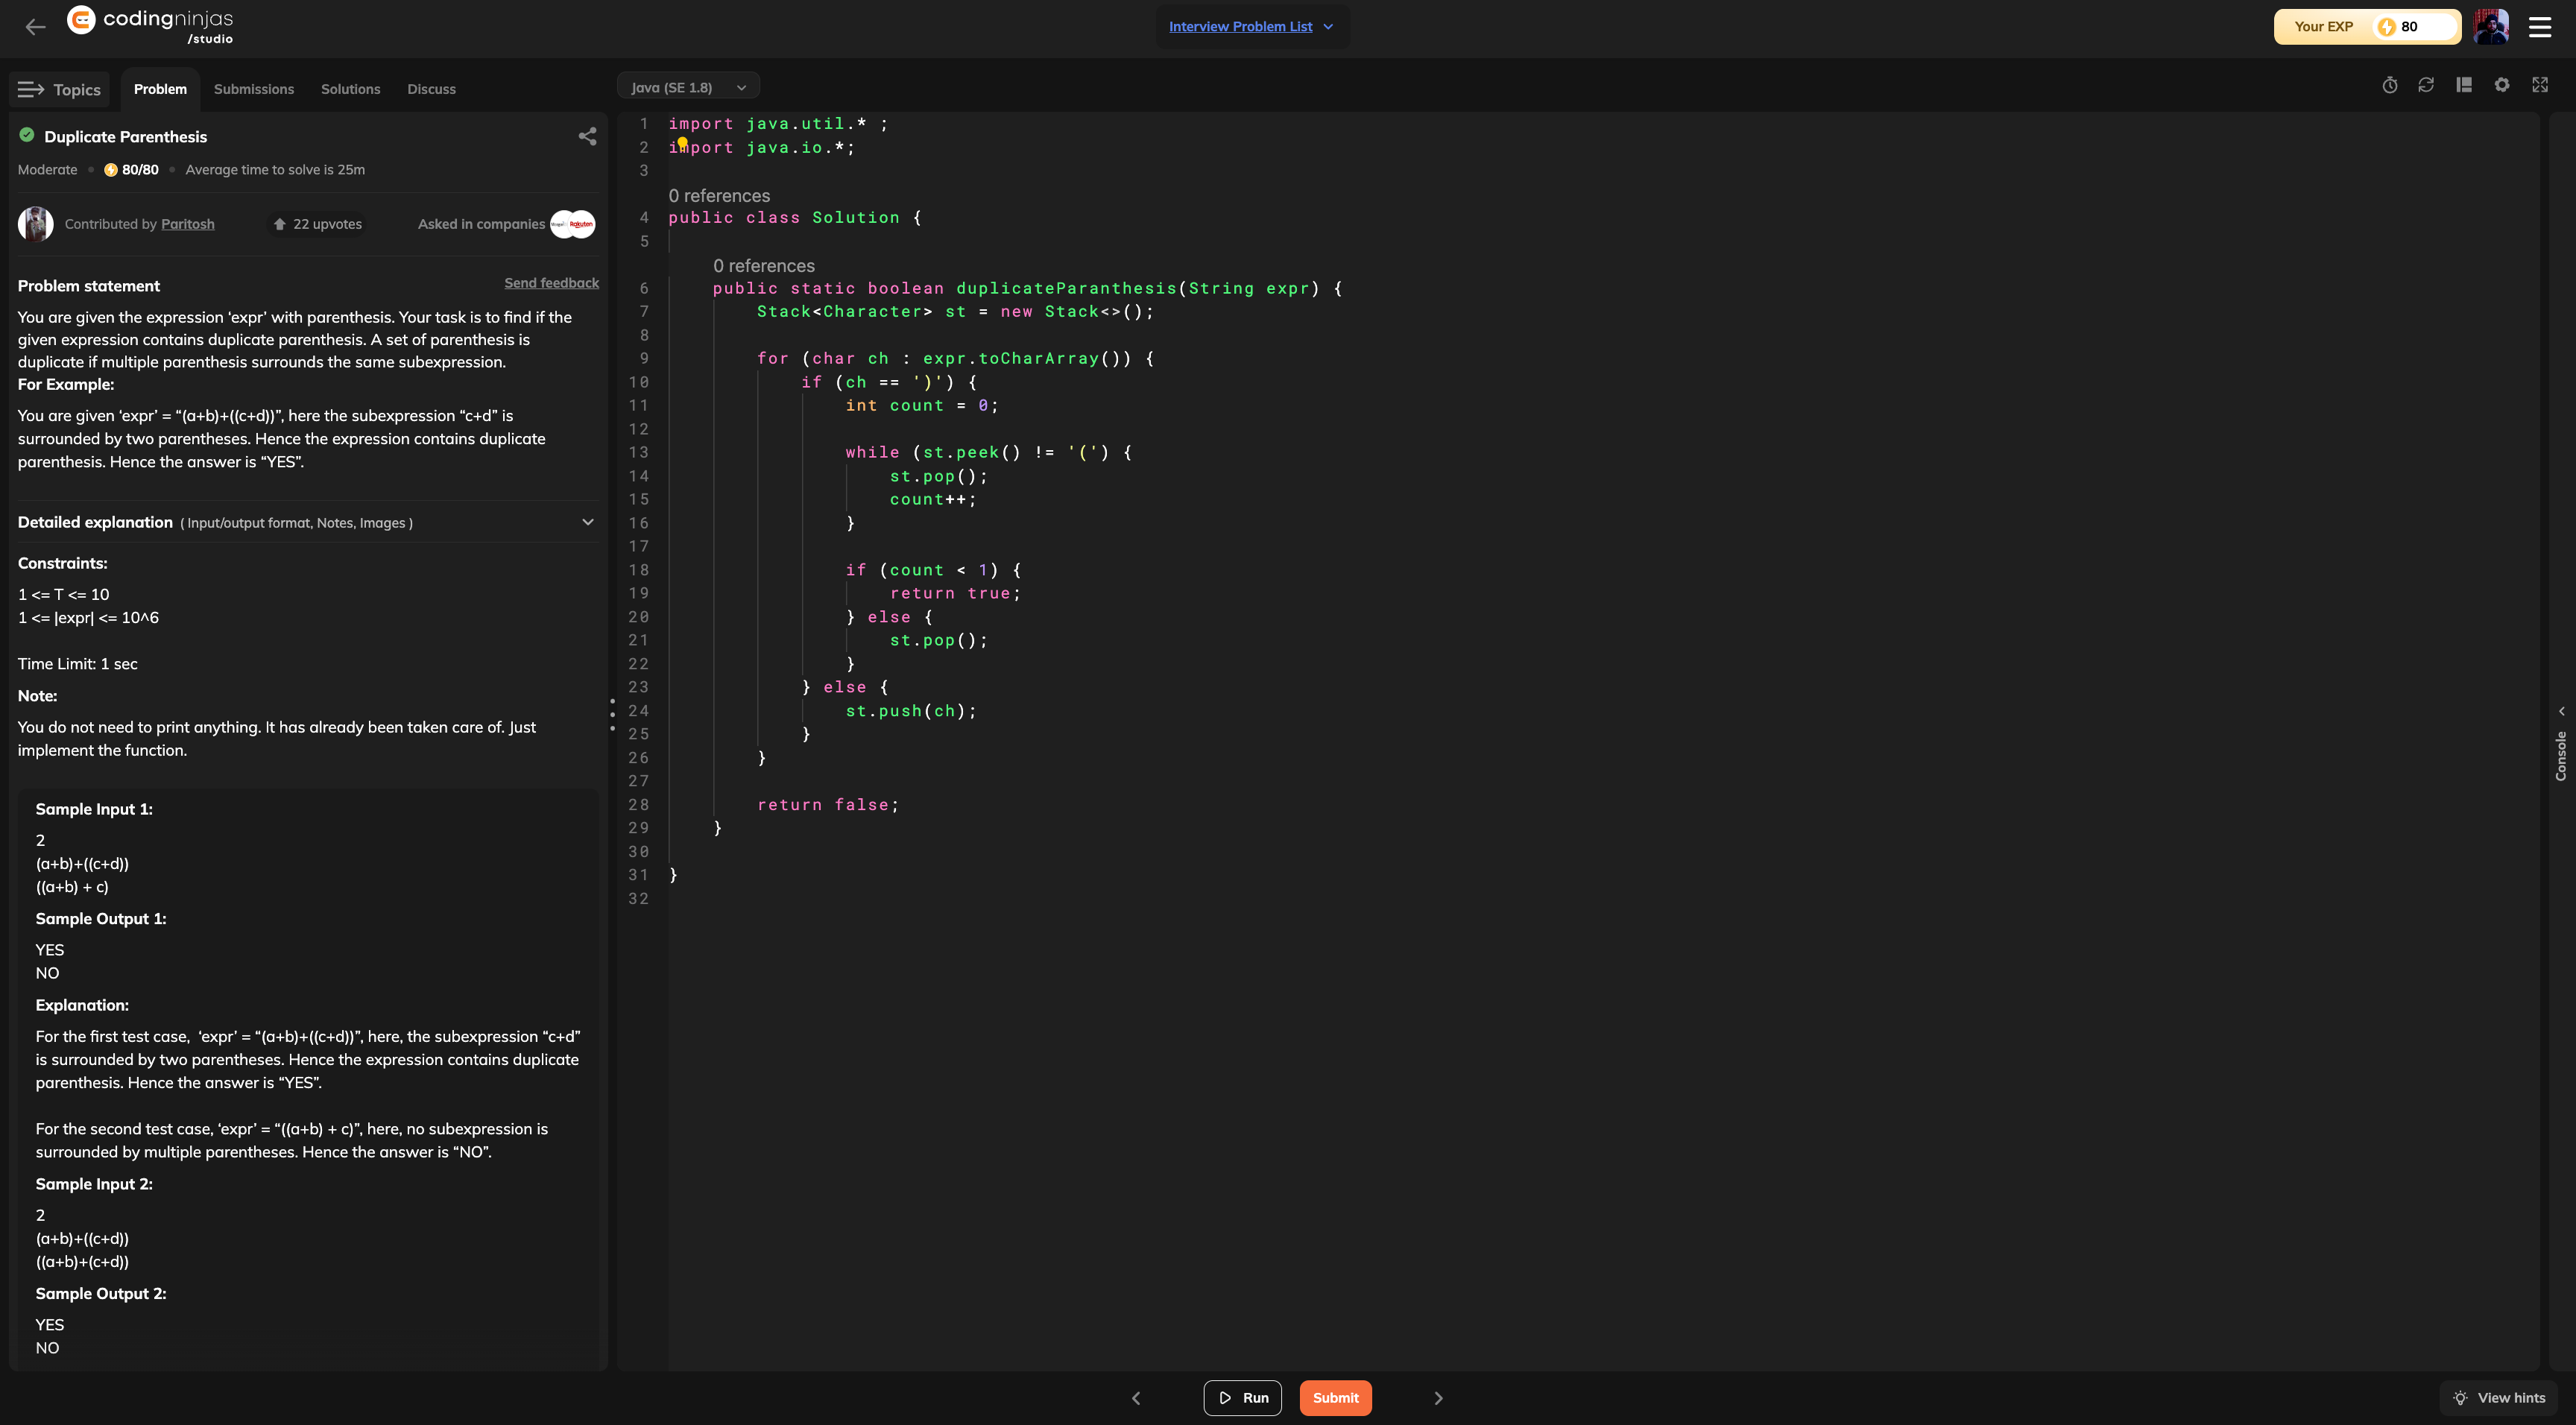 codingninjas
/studio
Interview Problem List
Your EXP 80
Topics
Problem
Submissions
Solutions
Discuss
Duplicate Parenthesis
Moderate • 80/80 • Average time to solve is 25m
Contributed by Paritosh
22 upvotes
Asked in companies
Rakuten
Problem statement
Send feedback
You are given the expression ‘expr’ with parenthesis. Your task is to find if the
given expression contains duplicate parenthesis. A set of parenthesis is
duplicate if multiple parenthesis surrounds the same subexpression.
For Example:
You are given ‘expr’ = “(a+b)+((c+d))”, here the subexpression “c+d” is
surrounded by two parentheses. Hence the expression contains duplicate
parenthesis. Hence the answer is “YES”.
Detailed explanation ( Input/output format, Notes, Images )
Constraints:
1 <= T <= 10
1 <= |expr| <= 10^6
Time Limit: 1 sec
Note:
You do not need to print anything. It has already been taken care of. Just
implement the function.
Sample Input 1:
2
(a+b)+((c+d))
((a+b) + c)
Sample Output 1:
YES
NO
Explanation:
For the first test case,  ‘expr’ = “(a+b)+((c+d))”, here, the subexpression “c+d”
is surrounded by two parentheses. Hence the expression contains duplicate
parenthesis. Hence the answer is “YES”.
For the second test case, ‘expr’ = “((a+b) + c)”, here, no subexpression is
surrounded by multiple parentheses. Hence the answer is “NO”.
Sample Input 2:
2
(a+b)+((c+d))
((a+b)+(c+d))
Sample Output 2:
YES
NO
Java (SE 1.8)
1 import java.util.* ;
2 import java.io.*;
3
0 references
4 public class Solution {
5
0 references
6     public static boolean duplicateParanthesis(String expr) {
7         Stack<Character> st = new Stack<>();
8
9         for (char ch : expr.toCharArray()) {
10             if (ch == ')') {
11                 int count = 0;
12
13                 while (st.peek() != '(') {
14                     st.pop();
15                     count++;
16                 }
17
18                 if (count < 1) {
19                     return true;
20                 } else {
21                     st.pop();
22                 }
23             } else {
24                 st.push(ch);
25             }
26         }
27
28         return false;
29     }
30
31 }
32
Console
Run
Submit
View hints